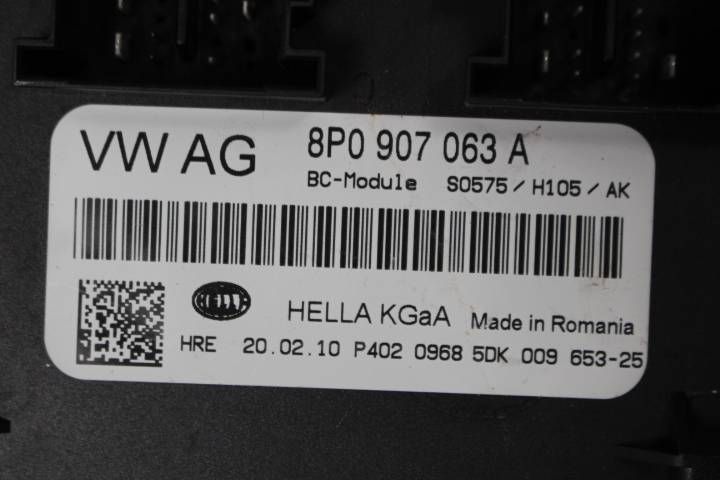 VW AG 8P0 907 063 A
BC-Module S0575/H105/AK
HELLA
HELLA KGaA Made in Romania
HRE 20.02.10 P402 0968 5DK 009 653-25